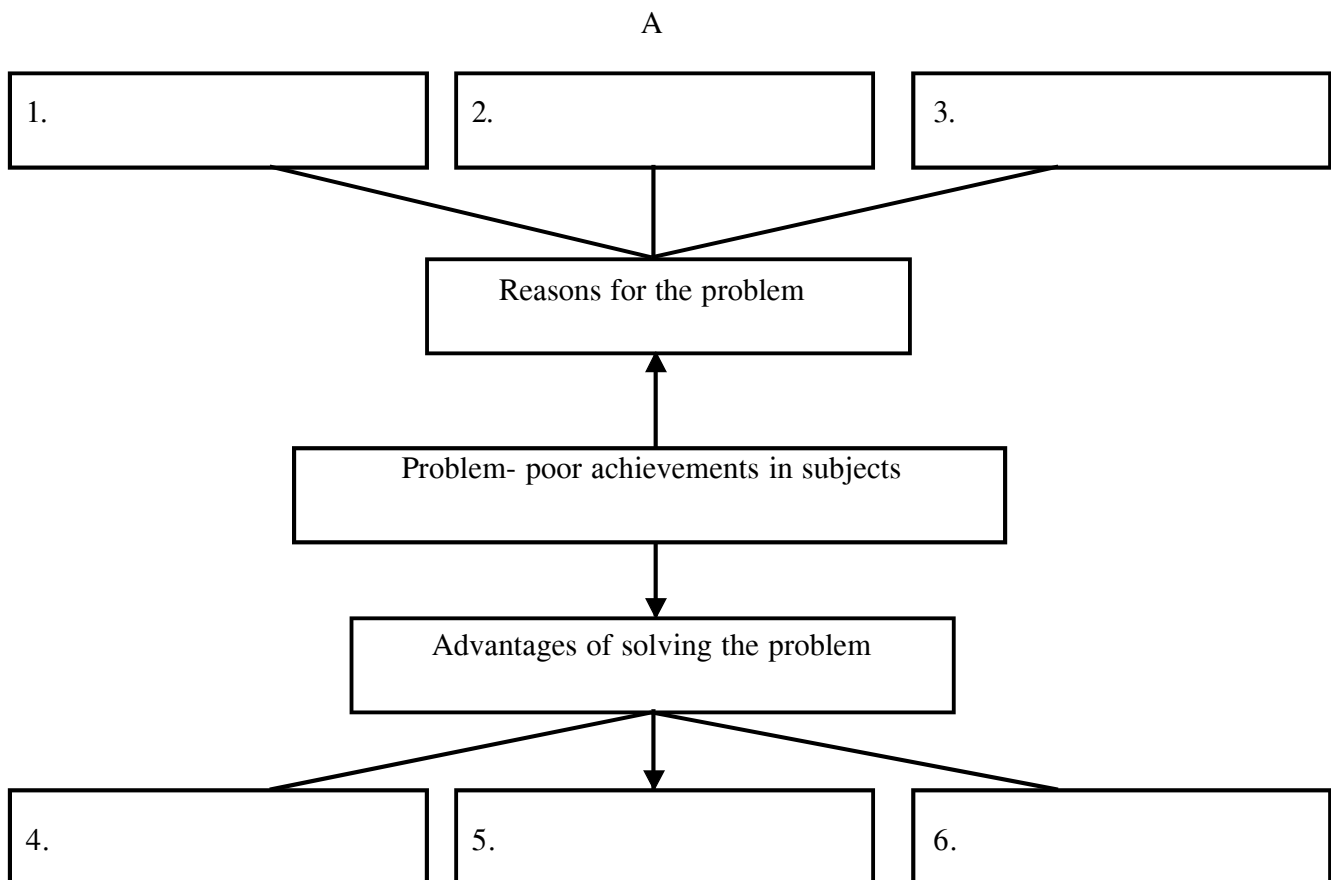 A
1.
2.
3.
Reasons for the problem
Problem- poor achievements in subjects
Advantages of solving the problem
4.
5.
6.